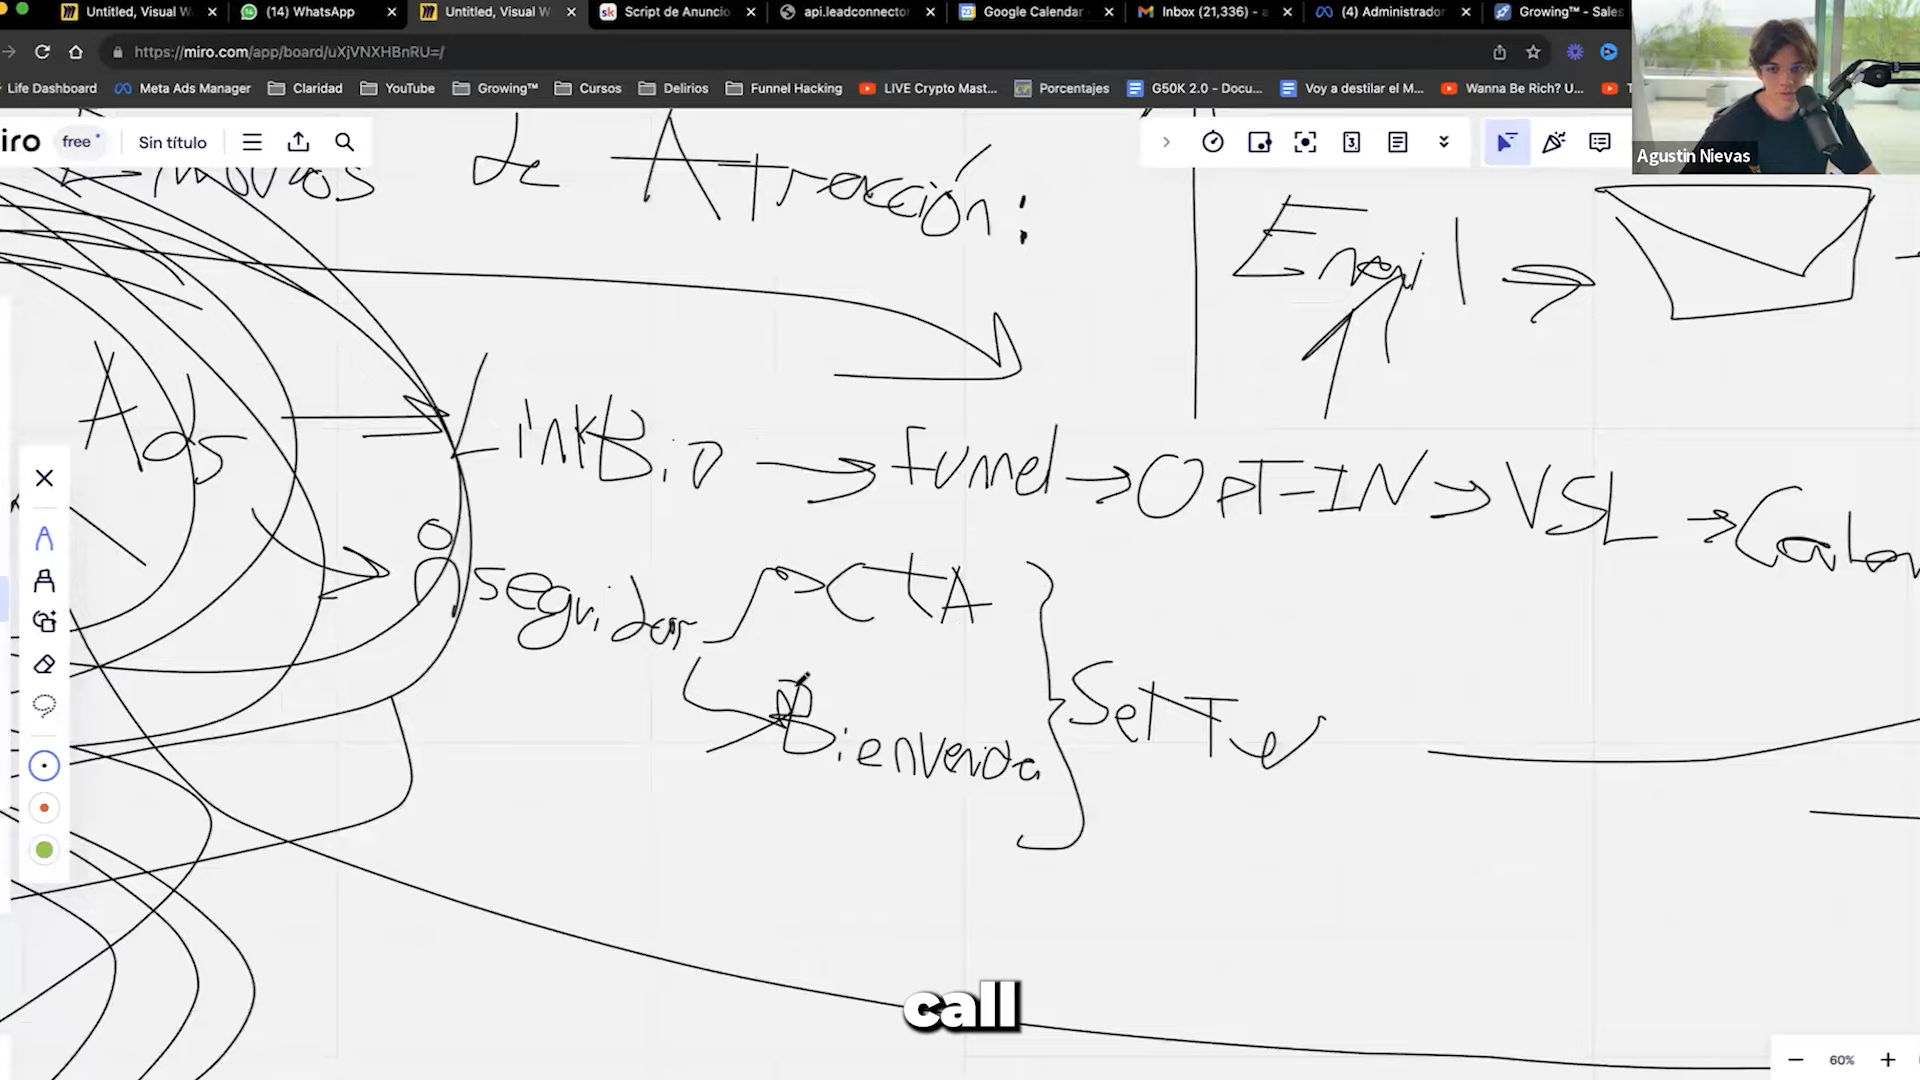 Untitled, Visual W
(14) WhatsApp
Untitled, Visual W
Script de Anuncio
api.leadconnector
Google Calendar
Inbox (21,336) -
(4) Administrador
Growing™ - Sales
https://miro.com/app/board/uXjVNXHBnRU=/
Life Dashboard
Meta Ads Manager
Claridad
YouTube
Growing™
Cursos
Delirios
Funnel Hacking
LIVE Crypto Mast...
Porcentajes
G50K 2.0 - Docu...
Voy a destilar el M...
Wanna Be Rich? U...
iro
free
Sin título
Agustin Nievas
de Atracción:
Email
Ads
LinkBio → Funnel → OPT-IN → VSL →
seguidor
CTA
Bienvenida
Setter
call
60%